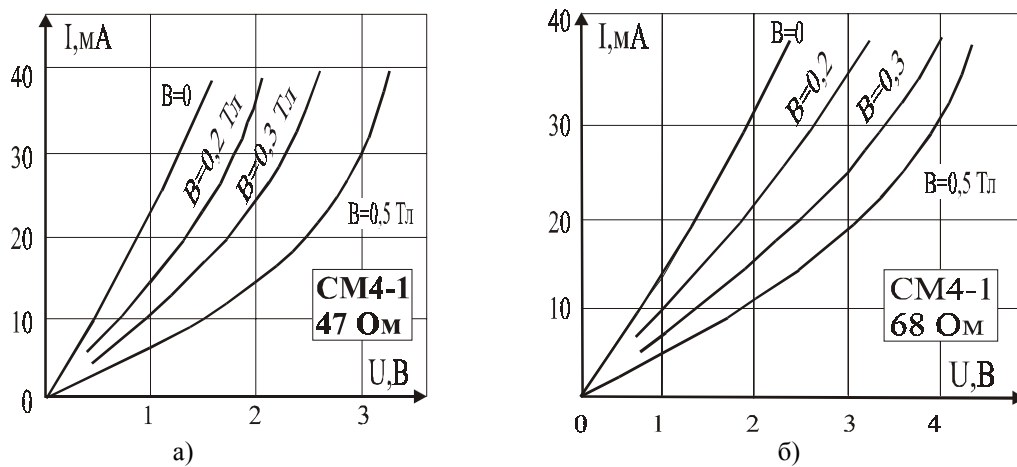 I,мА
40
30
20
10
0
B=0
B=0,2 Тл
B=0,3 Тл
B=0,5 Тл
СМ4-1
47 Ом
U,В
1 2 3
а)
I,мА
40
30
20
10
B=0
B=0,2
B=0,3
B=0,5 Тл
СМ4-1
68 Ом
U,В
0 1 2 3 4
б)